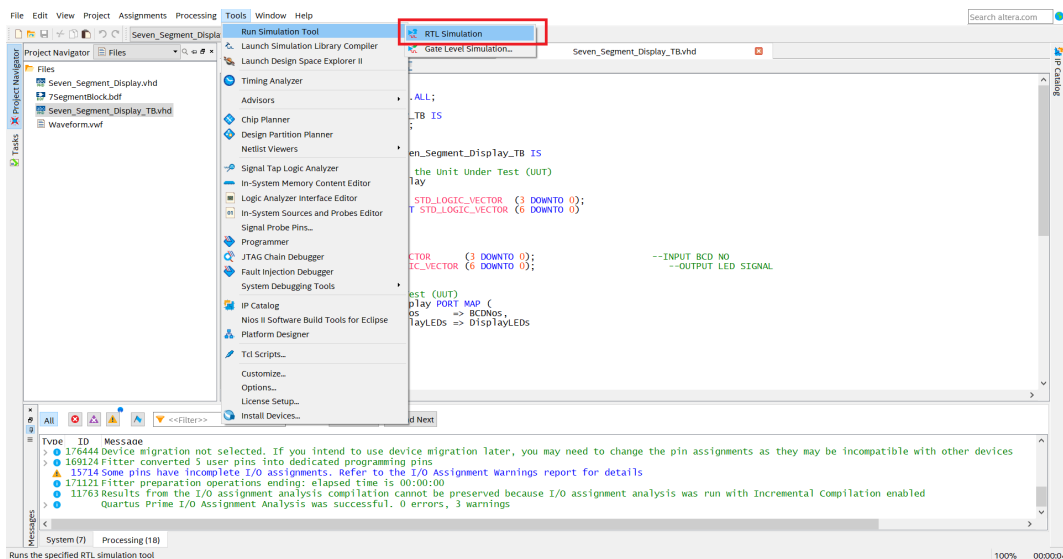 File Edit View Project Assignments Processing Tools Window Help
Search altera.com
Seven_Segment_Displa
Project Navigator
Files
Files
Seven_Segment_Display.vhd
7SegmentBlock.bdf
Seven_Segment_Display_TB.vhd
Waveform.vwf
Project Navigator
Tasks
Run Simulation Tool
Launch Simulation Library Compiler
Launch Design Space Explorer II
Timing Analyzer
Advisors
Chip Planner
Design Partition Planner
Netlist Viewers
Signal Tap Logic Analyzer
In-System Memory Content Editor
Logic Analyzer Interface Editor
In-System Sources and Probes Editor
Signal Probe Pins...
Programmer
JTAG Chain Debugger
Fault Injection Debugger
System Debugging Tools
IP Catalog
Nios II Software Build Tools for Eclipse
Platform Designer
Tcl Scripts...
Customize...
Options...
License Setup...
Install Devices...
RTL Simulation
Gate Level Simulation...
Seven_Segment_Display_TB.vhd
IP Catalog
.ALL;
_TB IS
;
en_Segment_Display_TB IS
the Unit Under Test (UUT)
lay
STD_LOGIC_VECTOR (3 DOWNTO 0);
T STD_LOGIC_VECTOR (6 DOWNTO 0)
CTOR (3 DOWNTO 0); --INPUT BCD NO
IC_VECTOR (6 DOWNTO 0); --OUTPUT LED SIGNAL
est (UUT)
play PORT MAP (
os => BCDNos,
layLEDs => DisplayLEDs
All
<<Filter>>
d Next
Type ID Message
176444 Device migration not selected. If you intend to use device migration later, you may need to change the pin assignments as they may be incompatible with other devices
169124 Fitter converted 5 user pins into dedicated programming pins
15714 Some pins have incomplete I/O assignments. Refer to the I/O Assignment Warnings report for details
171121 Fitter preparation operations ending: elapsed time is 00:00:00
11763 Results from the I/O assignment analysis compilation cannot be preserved because I/O assignment analysis was run with Incremental Compilation enabled
Quartus Prime I/O Assignment Analysis was successful. 0 errors, 3 warnings
Messages
System (7) Processing (18)
Runs the specified RTL simulation tool
100% 00:00:0